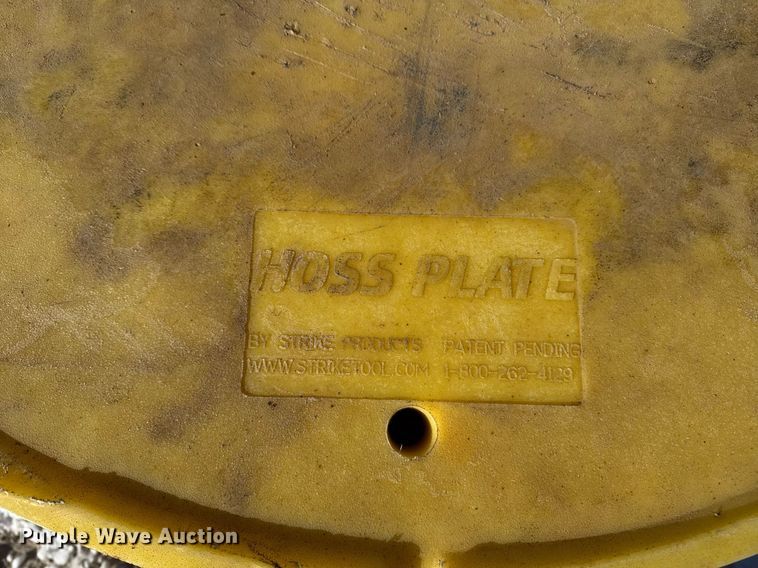 HOSS PLATE
BY STRIKE PRODUCTS PATENT PENDING
WWW.STRIKETOOL.COM 1-800-262-4129
Purple Wave Auction